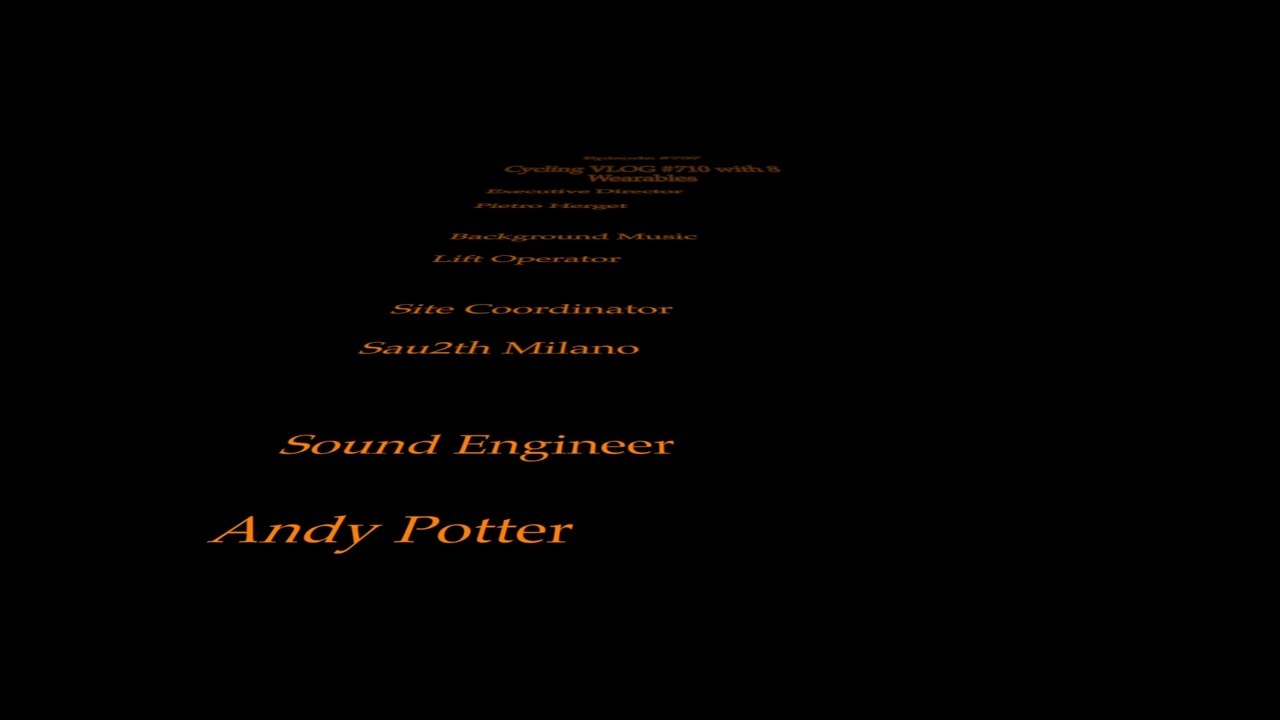 Episode
Cycling VLOG #710 with 8
Wearables
Executive Director
Pietro Herget
Background Music
Lift Operator
Site Coordinator
Sau2th Milano
Sound Engineer
Andy Potter